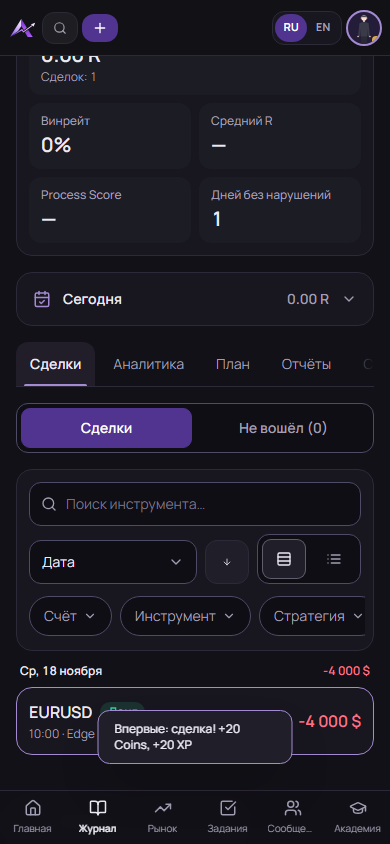 RU EN
0.00 R
Сделок: 1
Винрейт
0%
Средний R
—
Process Score
—
Дней без нарушений
1
Сегодня
0.00 R
Сделки Аналитика План Отчёты
Сделки Не вошёл (0)
Поиск инструмента...
Дата
Счёт Инструмент Стратегия
Ср, 18 ноября -4 000 $
EURUSD
-4 000 $
10:00 · Edge
Впервые: сделка! +20
Coins, +20 XP
Главная Журнал Рынок Задания Сообще... Академия